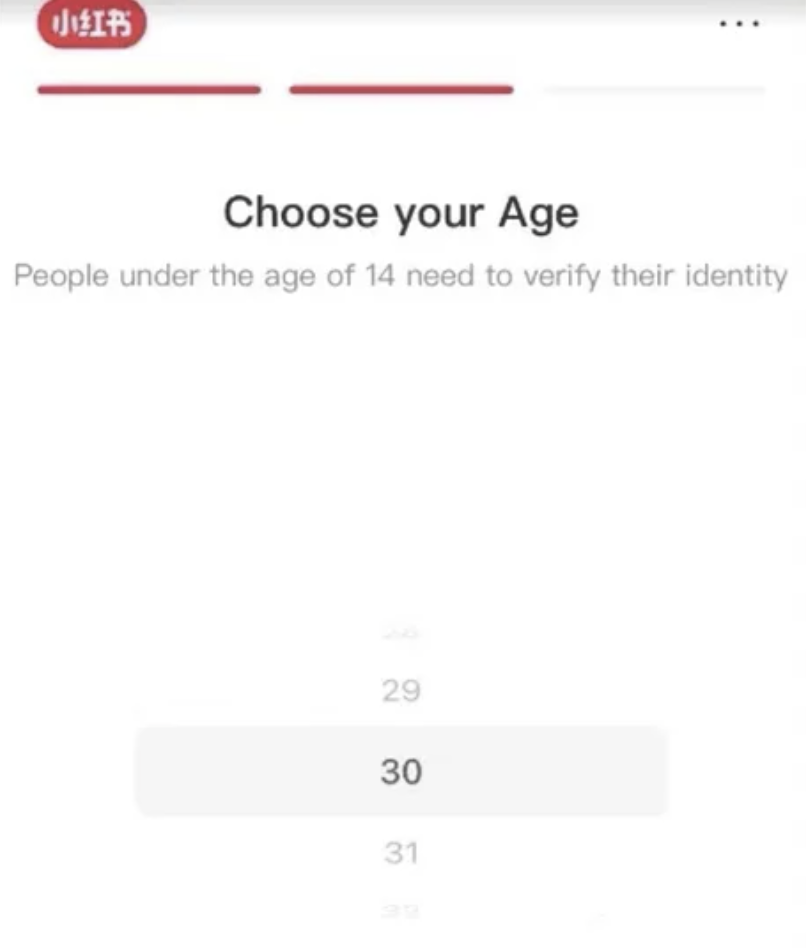 小红书
Choose your Age
People under the age of 14 need to verify their identity
29
30
31